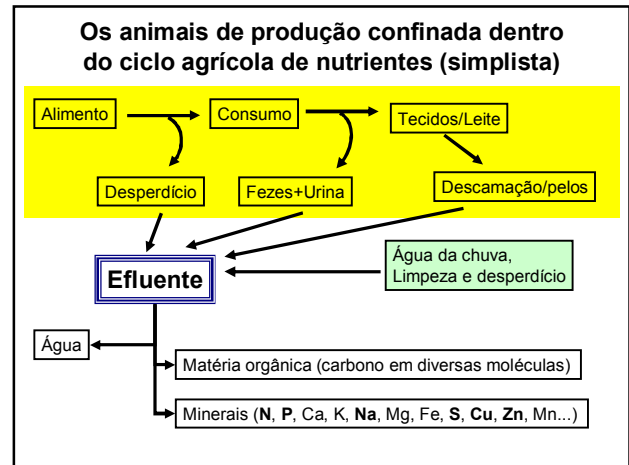 Os animais de produção confinada dentro
do ciclo agrícola de nutrientes (simplista)
Alimento
Consumo
Tecidos/Leite
Desperdício
Fezes+Urina
Descamação/pelos
Efluente
Água da chuva,
Limpeza e desperdício
Água
Matéria orgânica (carbono em diversas moléculas)
Minerais (N, P, Ca, K, Na, Mg, Fe, S, Cu, Zn, Mn...)